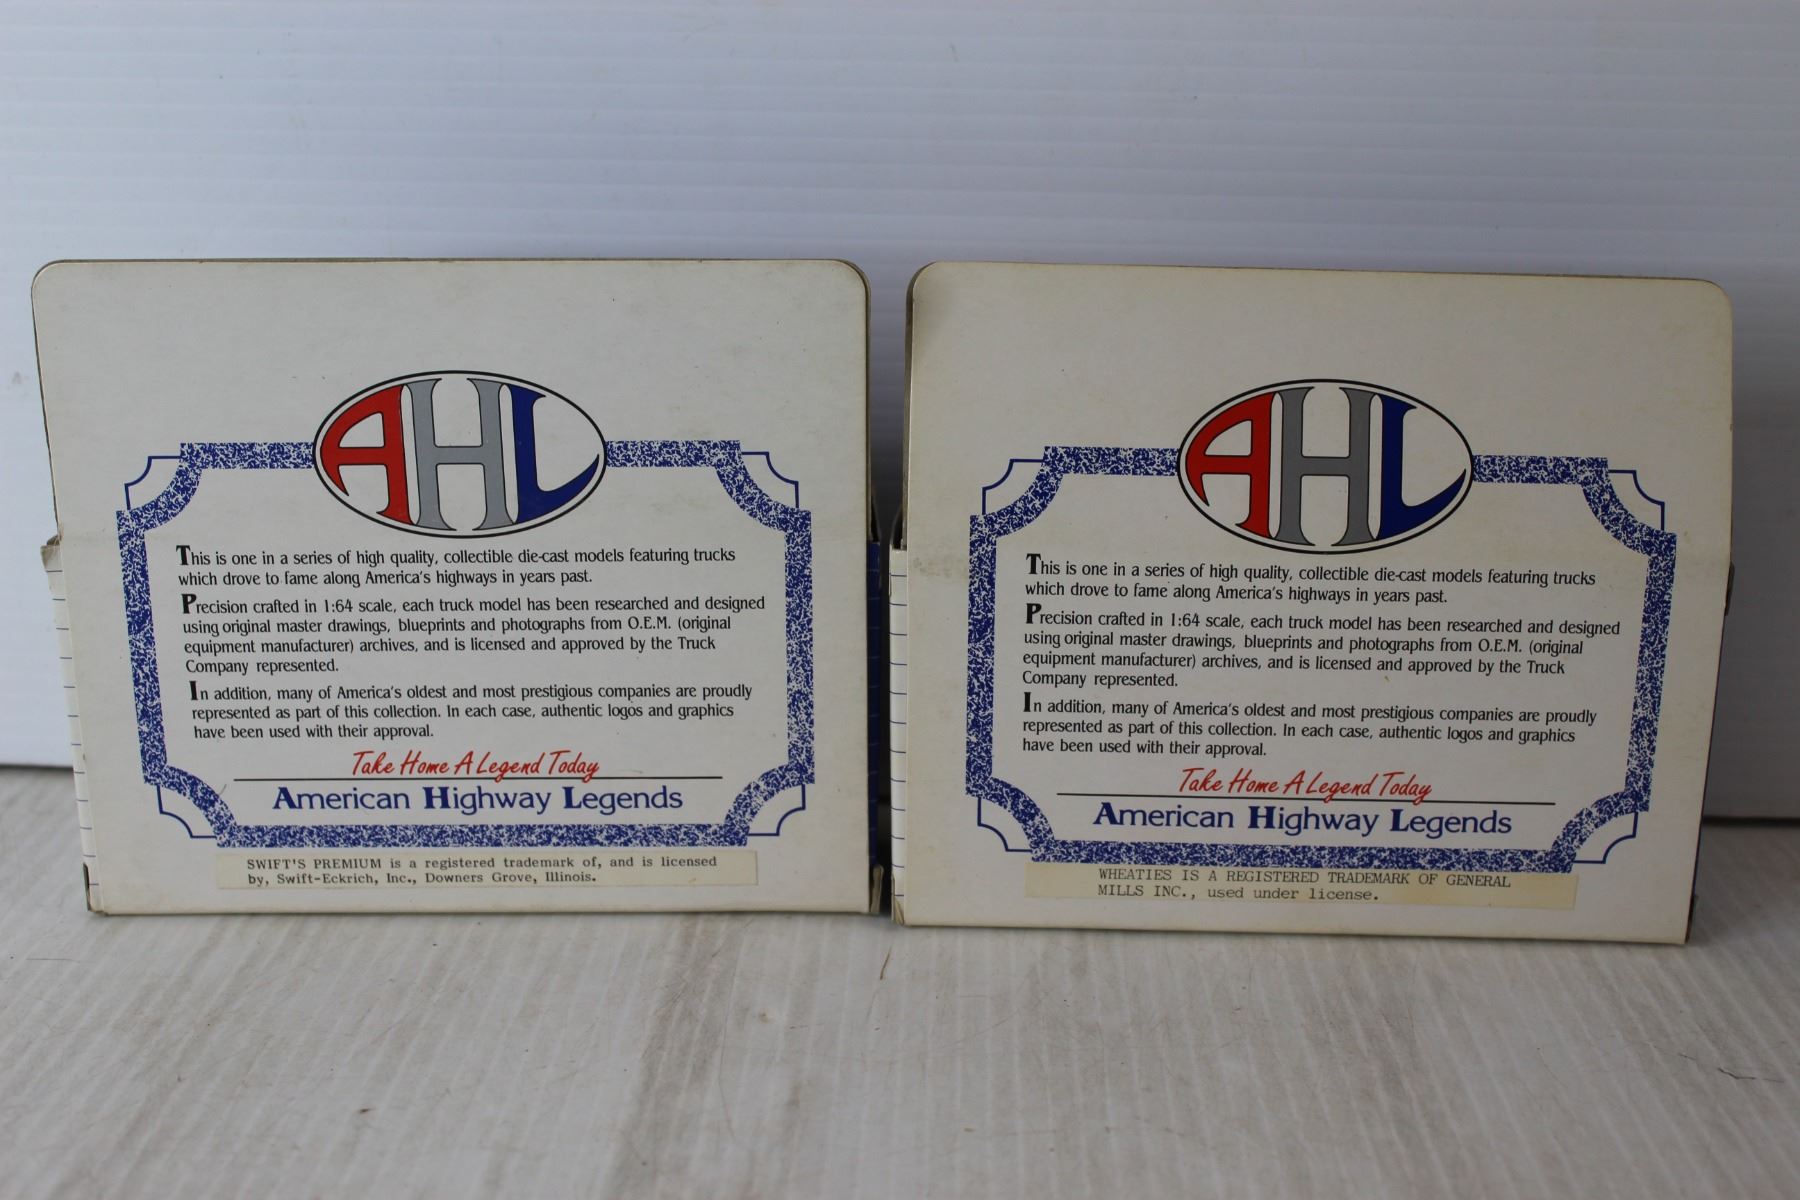 AHL
This is one in a series of high quality, collectible die-cast models featuring trucks
which drove to fame along America's highways in years past.
Precision crafted in 1:64 scale, each truck model has been researched and designed
using original master drawings, blueprints and photographs from O.E.M. (original
equipment manufacturer) archives, and is licensed and approved by the Truck
Company represented.
In addition, many of America's oldest and most prestigious companies are proudly
represented as part of this collection. In each case, authentic logos and graphics
have been used with their approval.
Take Home A Legend Today
American Highway Legends
SWIFT'S PREMIUM is a registered trademark of, and is licensed
by, Swift-Eckrich, Inc., Downers Grove, Illinois.
AHL
This is one in a series of high quality, collectible die-cast models featuring trucks
which drove to fame along America's highways in years past.
Precision crafted in 1:64 scale, each truck model has been researched and designed
using original master drawings, blueprints and photographs from O.E.M. (original
equipment manufacturer) archives, and is licensed and approved by the Truck
Company represented.
In addition, many of America's oldest and most prestigious companies are proudly
represented as part of this collection. In each case, authentic logos and graphics
have been used with their approval.
Take Home A Legend Today
American Highway Legends
WHEATIES IS A REGISTERED TRADEMARK OF GENERAL
MILLS INC., used under license.